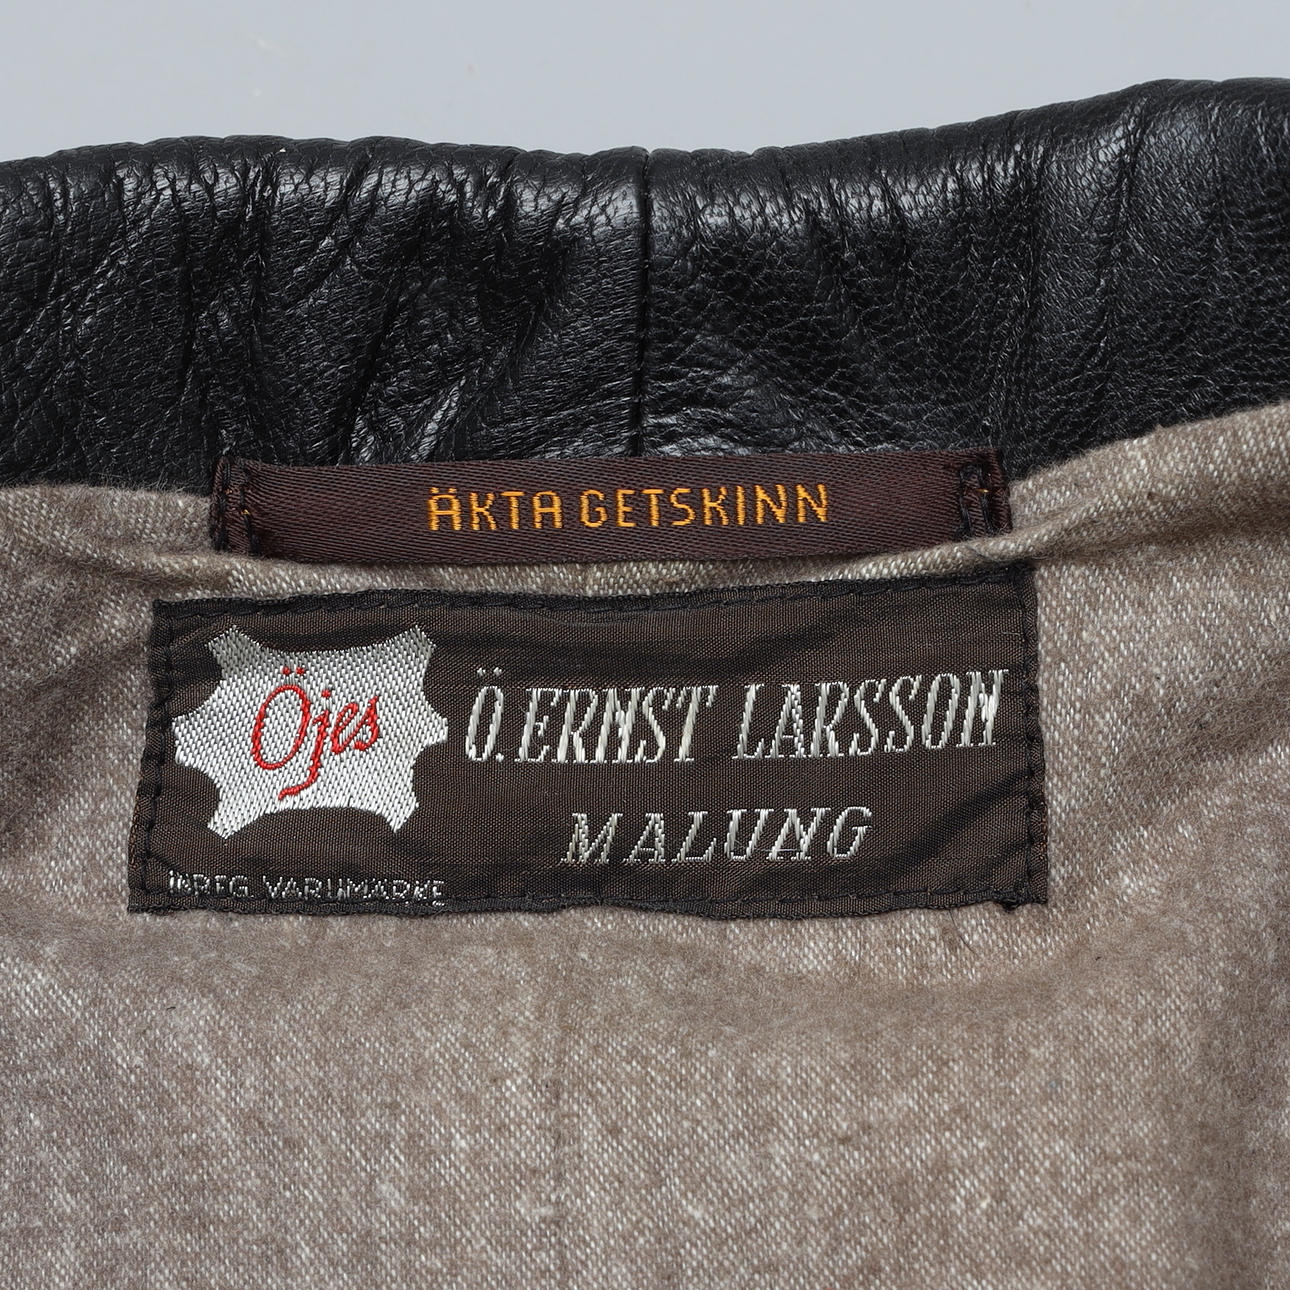 ÄKTA GETSKINN
Öjes
Ö. ERNST LARSSON
MALUNG
INREG. VARUMÄRKE